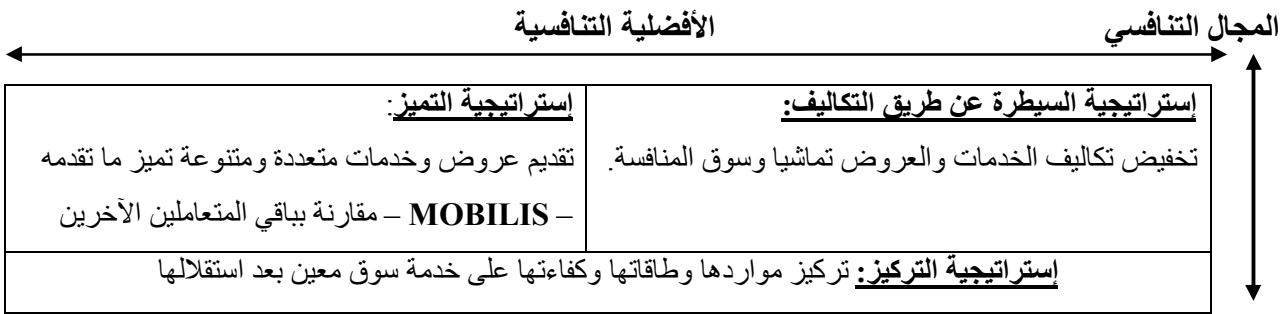 المجال التنافسي
الأفضلية التنافسية
إستراتيجية السيطرة عن طريق التكاليف:
تخفيض تكاليف الخدمات والعروض تماشيا وسوق المنافسة.
إستراتيجية التميز:
تقديم عروض وخدمات متعددة ومتنوعة تميز ما تقدمه
– MOBILIS – مقارنة بباقي المتعاملين الآخرين
إستراتيجية التركيز: تركيز مواردها وطاقاتها وكفاءتها على خدمة سوق معين بعد استقلالها